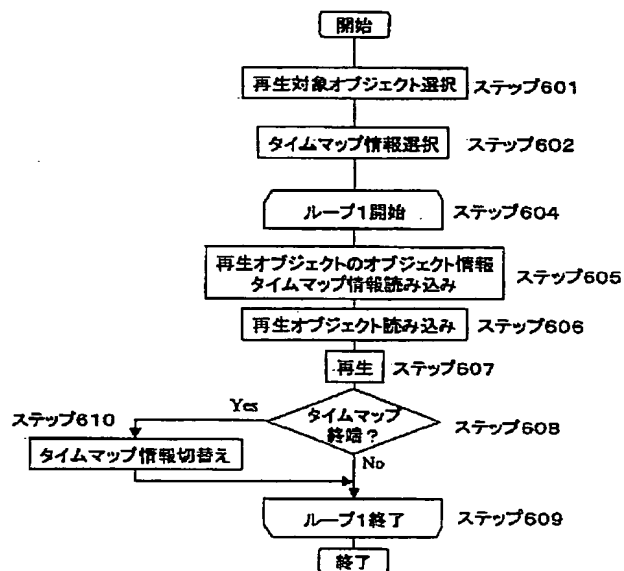 開始
再生対象オブジェクト選択 ステップ601
タイムマップ情報選択 ステップ602
ループ1開始 ステップ604
再生オブジェクトのオブジェクト情報
タイムマップ情報読み込み ステップ605
再生オブジェクト読み込み ステップ606
再生 ステップ607
ステップ610 Yes タイムマップ
終端? ステップ608
タイムマップ情報切替え No
ループ1終了 ステップ609
終了